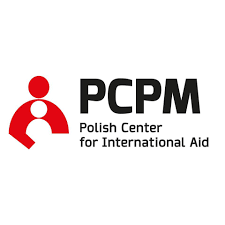 PCPM
Polish Center
for International Aid